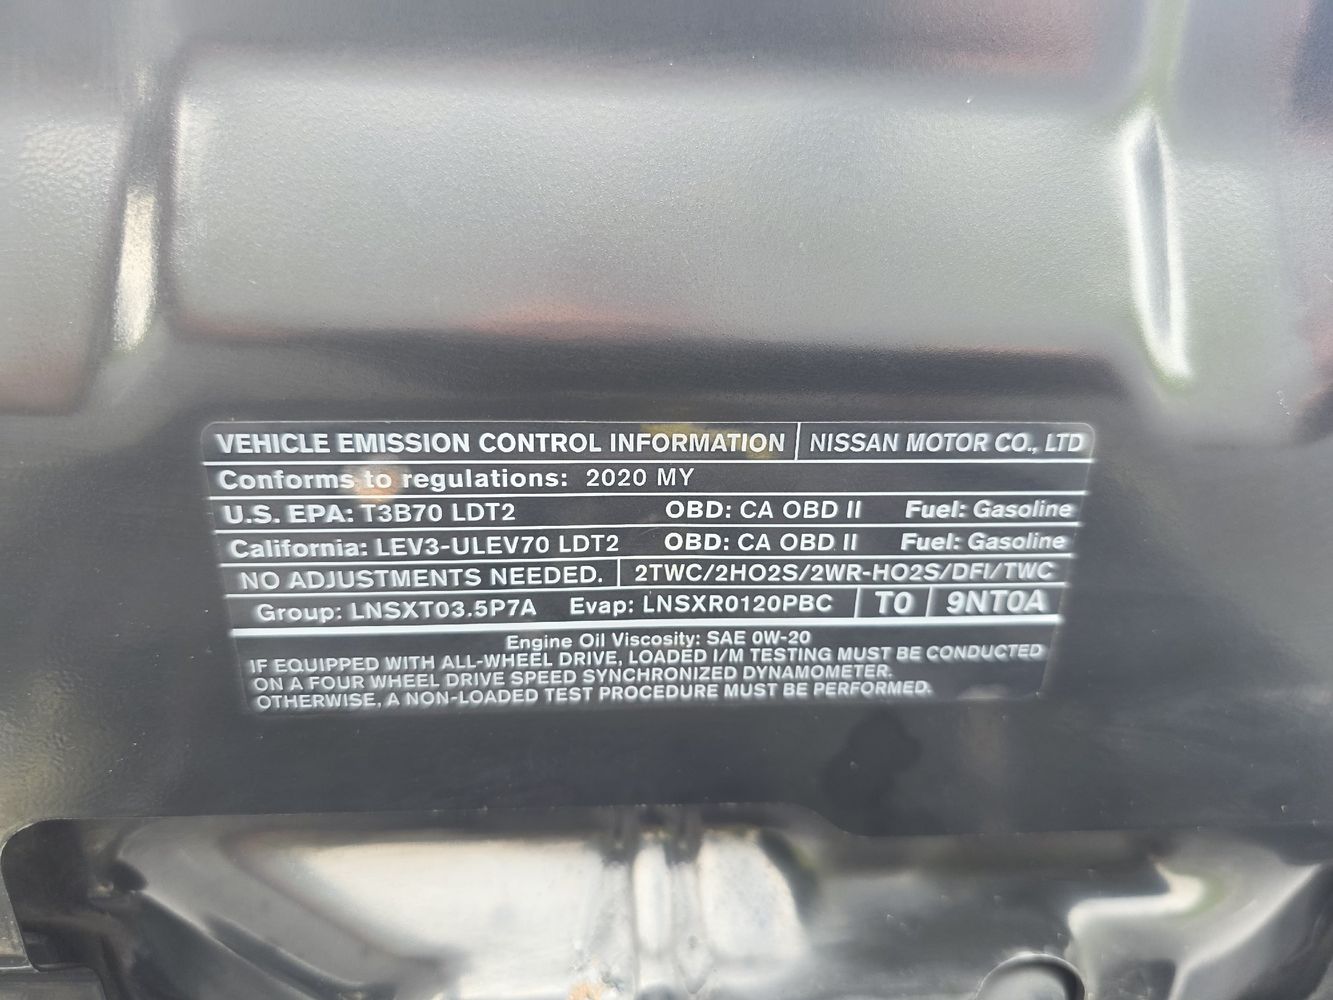 VEHICLE EMISSION CONTROL INFORMATION NISSAN MOTOR CO., LTD
Conforms to regulations: 2020 MY
U.S. EPA: T3B70 LDT2 OBD: CA OBD II Fuel: Gasoline
California: LEV3-ULEV70 LDT2 OBD: CA OBD II Fuel: Gasoline
NO ADJUSTMENTS NEEDED. 2TWC/2HO2S/2WR-HO2S/DFI/TWC
Group: LNSXT03.5P7A Evap: LNSXR0120PBC T0 9NT0A
Engine Oil Viscosity: SAE 0W-20
IF EQUIPPED WITH ALL-WHEEL DRIVE, LOADED I/M TESTING MUST BE CONDUCTED
ON A FOUR WHEEL DRIVE SPEED SYNCHRONIZED DYNAMOMETER.
OTHERWISE, A NON-LOADED TEST PROCEDURE MUST BE PERFORMED.